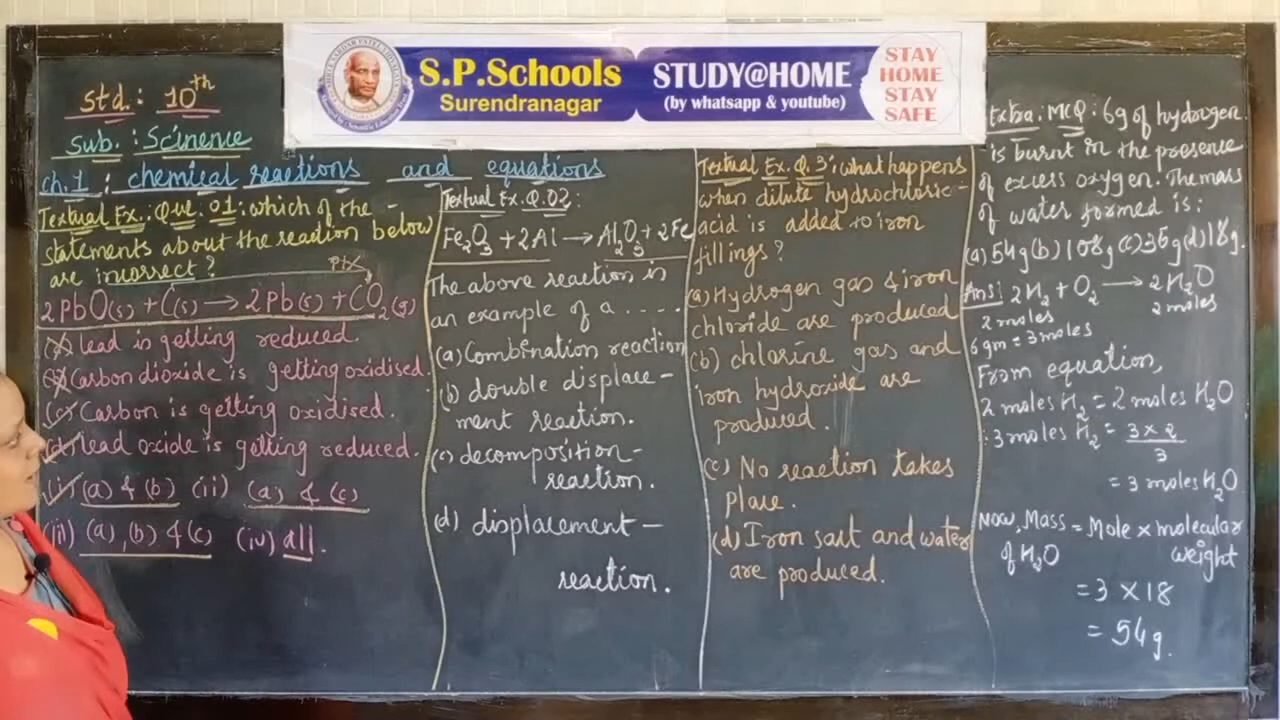 S.P.Schools
Surendranagar
STUDY@HOME
(by whatsapp & youtube)
STAY
HOME
STAY
SAFE
Std. : 10th
Sub. : Scinence
ch.1 : chemical reactions and equations
Textual Ex. : Que. 01 : which of the -
statements about the reaction below
are incorrect?
2PbO(s) + C(s) → 2Pb(s) + CO2(g)
(a) Lead is getting reduced.
(b) Carbon dioxide is getting oxidised.
(c) Carbon is getting oxidised.
(d) Lead oxide is getting reduced.
(i) (a) & (b) (ii) (a) & (c)
(iii) (a), (b) & (c) (iv) all.
Textual Ex. Q.02 :
Fe2O3 + 2Al → Al2O3 + 2Fe
The above reaction is
an example of a .....
(a) Combination reaction
(b) double displace-
ment reaction.
(c) decomposition-
reaction.
(d) displacement -
reaction.
Textual Ex. Q. 3 : what happens
when dilute hydrochloric -
acid is added to iron
fillings?
(a) Hydrogen gas & iron
chloride are produced
(b) chlorine gas and
iron hydroxide are
produced.
(c) No reaction takes
place.
(d) Iron salt and water
are produced.
Extra : MCQ : 6g of hydrogen
is burnt in the presence
of excess oxygen. The mass
of water formed is :
(a) 54g (b) 108g (c) 36g (d) 18g.
Ans : 2H2 + O2 → 2H2O
2 moles 2 moles
6 gm = 3 moles
From equation,
2 moles H2 = 2 moles H2O
: 3 moles H2 = 3 x 2
3
= 3 moles H2O
Now, Mass = Mole x molecular
of H2O weight
= 3 X 18
= 54g.